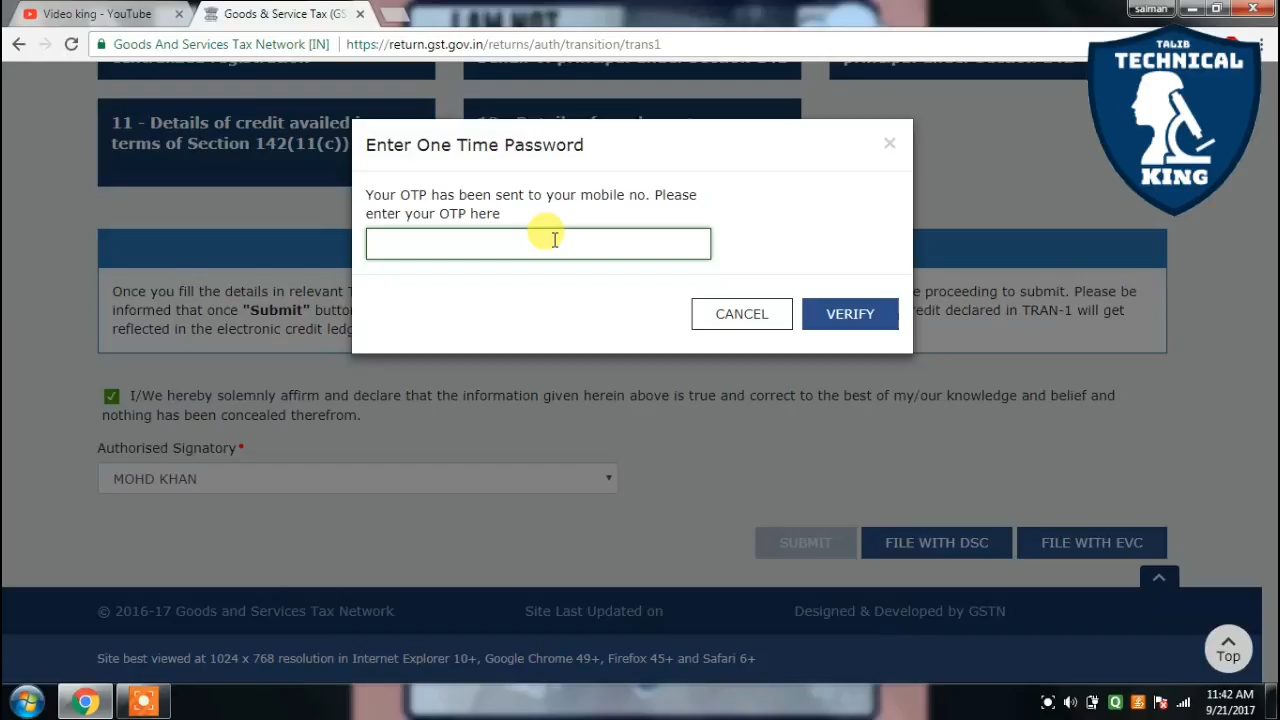 I AM NOT
Video king - YouTube
Goods & Service Tax (GS
salman
Goods And Services Tax Network [IN]
https://return.gst.gov.in/returns/auth/transition/trans1
TALIB
TECHNICAL
KING
11 - Details of credit availed in
terms of Section 142(11(c))
Enter One Time Password
×
Your OTP has been sent to your mobile no. Please
enter your OTP here
CANCEL
VERIFY
Once you fill the details in relevant T
e proceeding to submit. Please be
informed that once "Submit" butto
redit declared in TRAN-1 will get
reflected in the electronic credit ledg
I/We hereby solemnly affirm and declare that the information given herein above is true and correct to the best of my/our knowledge and belief and
nothing has been concealed therefrom.
Authorised Signatory*
MOHD KHAN
SUBMIT
FILE WITH DSC
FILE WITH EVC
© 2016-17 Goods and Services Tax Network
Site Last Updated on
Designed & Developed by GSTN
Site best viewed at 1024 x 768 resolution in Internet Explorer 10+, Google Chrome 49+, Firefox 45+ and Safari 6+
Top
11:42 AM
9/21/2017